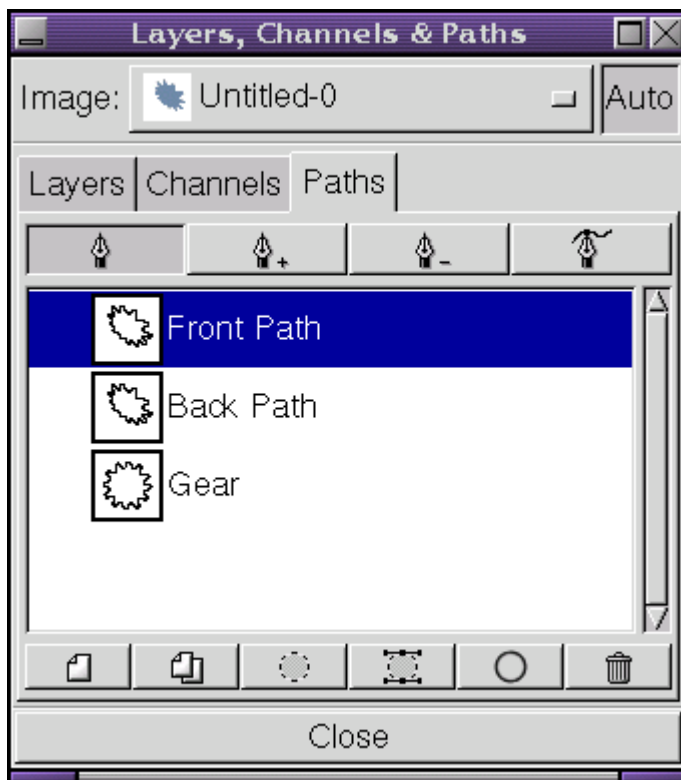 Layers, Channels & Paths
Image: Untitled-0 Auto
Layers Channels Paths
Front Path
Back Path
Gear
Close